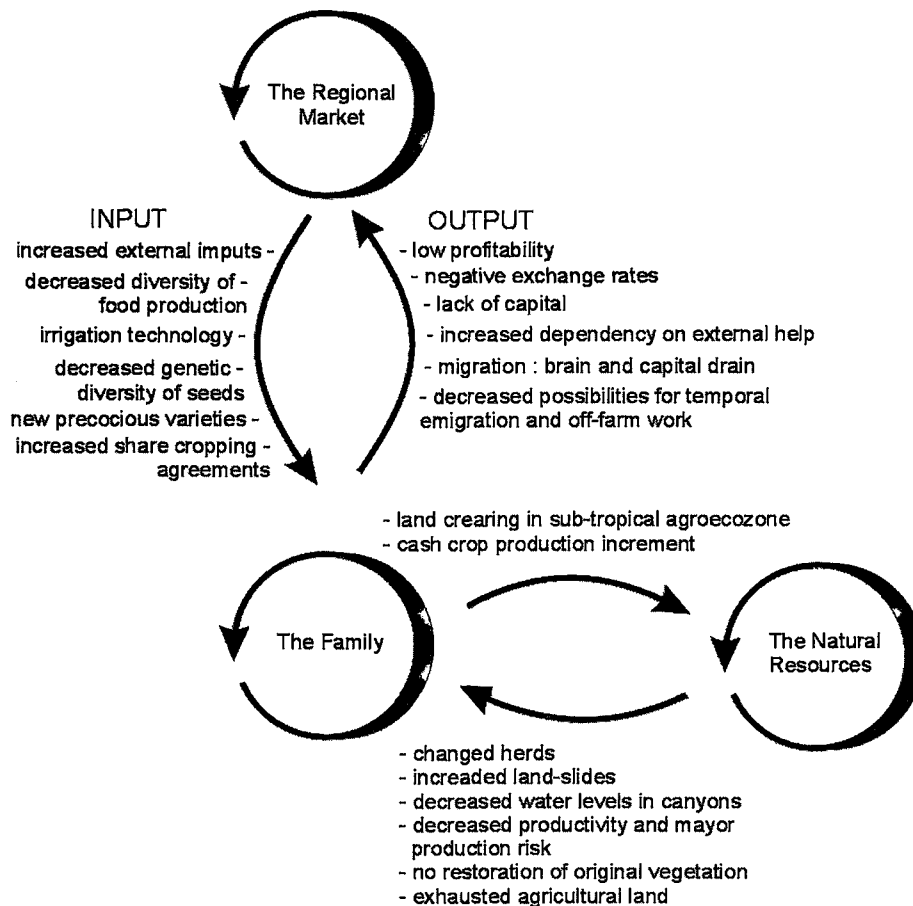 The Regional
Market
INPUT
increased external imputs -
decreased diversity of -
food production
irrigation technology -
decreased genetic -
diversity of seeds
new precocious varieties -
increased share cropping -
agreements
OUTPUT
- low profitability
- negative exchange rates
- lack of capital
- increased dependency on external help
- migration : brain and capital drain
- decreased possibilities for temporal
emigration and off-farm work
- land crearing in sub-tropical agroecozone
- cash crop production increment
The Family
The Natural
Resources
- changed herds
- increaded land-slides
- decreased water levels in canyons
- decreased productivity and mayor
production risk
- no restoration of original vegetation
- exhausted agricultural land